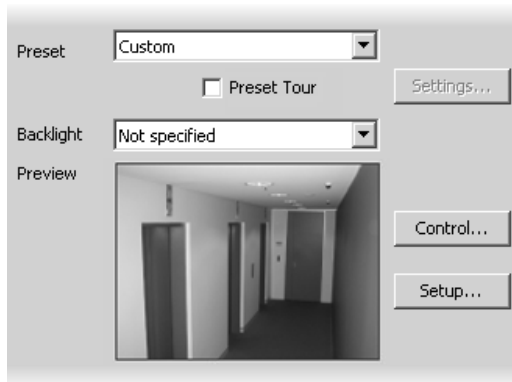 Preset
Custom
Preset Tour
Settings...
Backlight
Not specified
Preview
Control...
Setup...